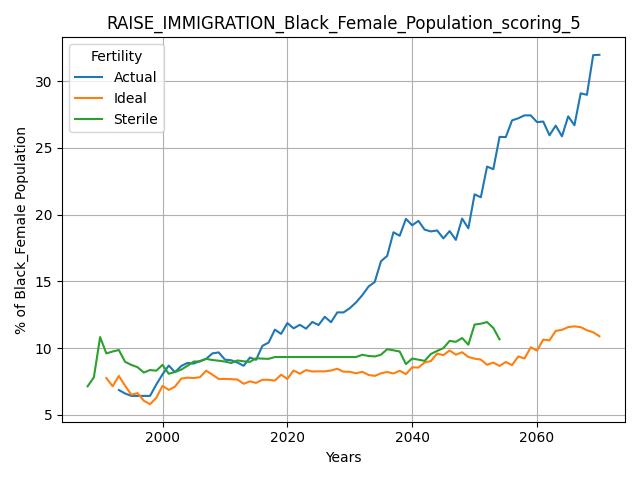 RAISE_IMMIGRATION_Black_Female_Population_scoring_5
Fertility
Actual
Ideal
Sterile
% of Black_Female Population
30
25
20
15
10
5
2000
2020
2040
2060
Years